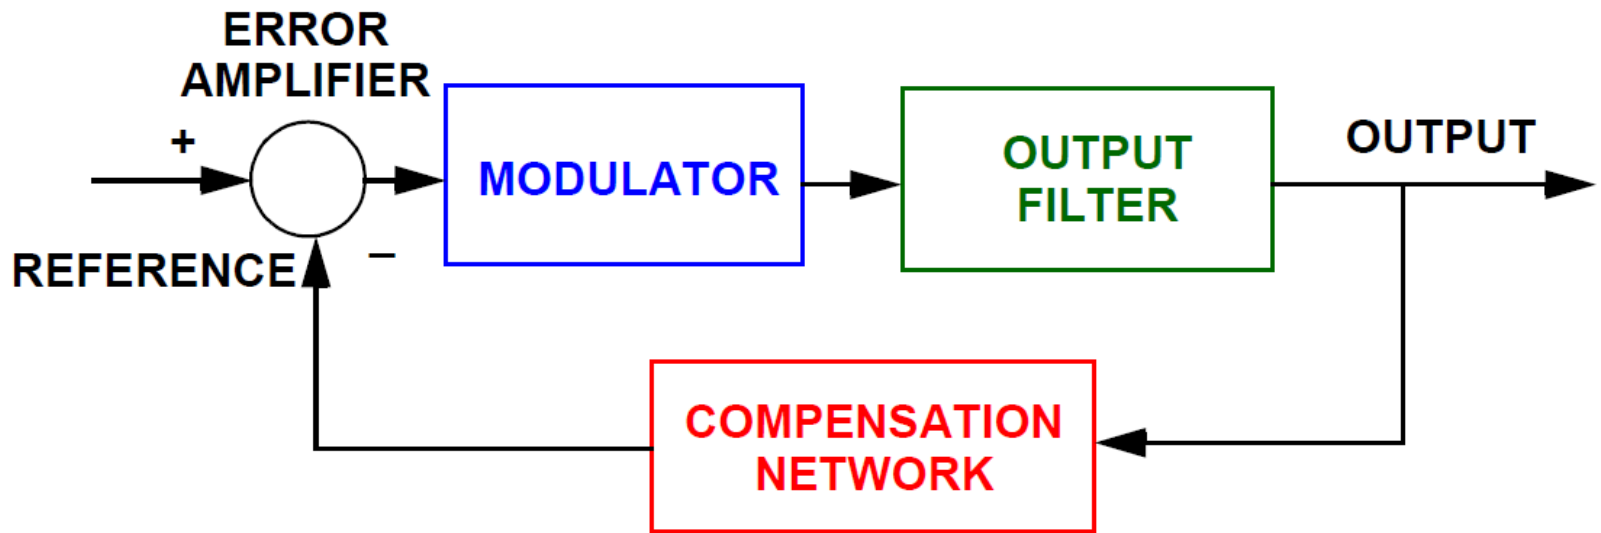 ERROR
AMPLIFIER
+
MODULATOR
OUTPUT
FILTER
OUTPUT
REFERENCE
–
COMPENSATION
NETWORK